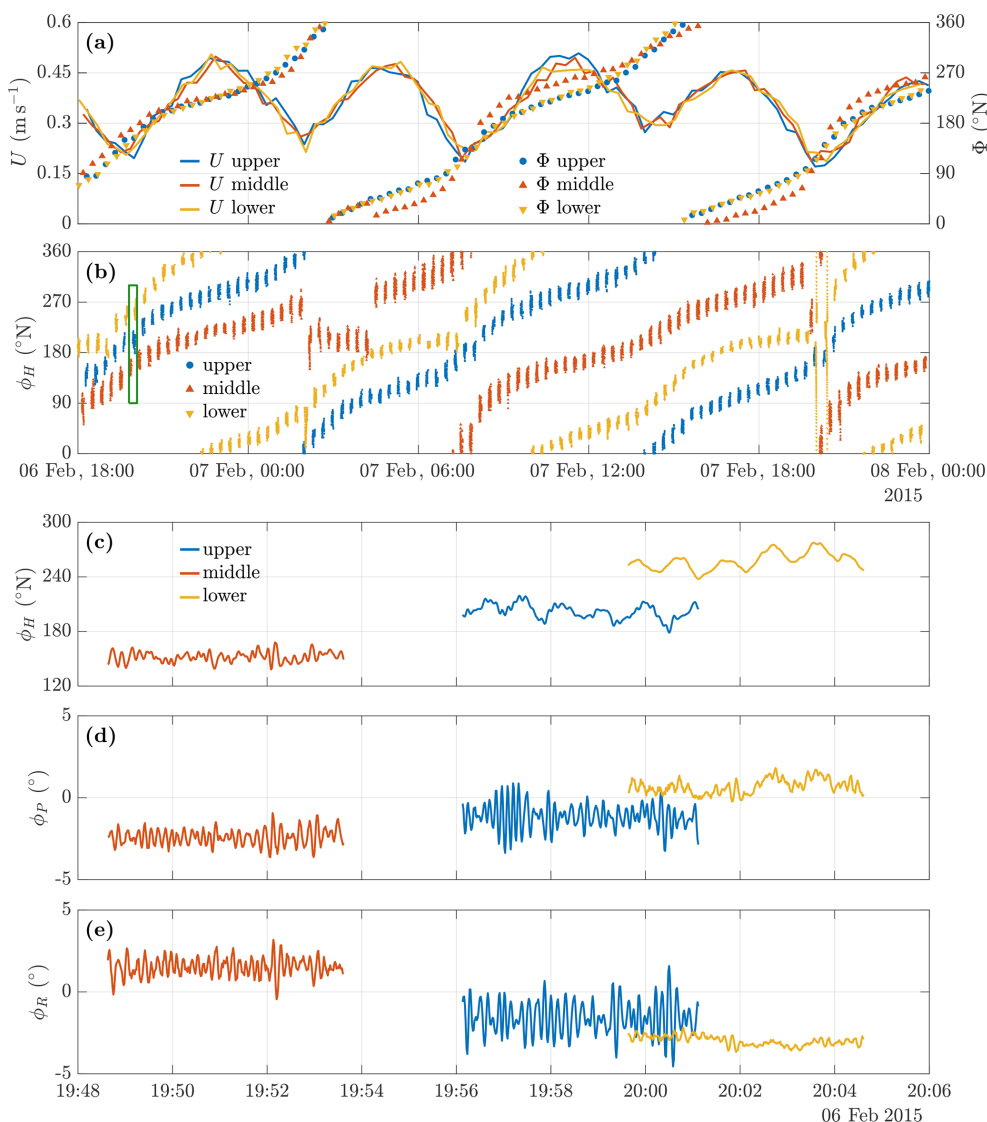 0.6
0.45
0.3
0.15
0
U (m s⁻¹)
(a)
U upper
U middle
U lower
Φ upper
Φ middle
Φ lower
360
270
180
90
0
Φ (°N)
360
270
180
90
0
ϕ_H (°N)
(b)
upper
middle
lower
06 Feb, 18:00 07 Feb, 00:00 07 Feb, 06:00 07 Feb, 12:00 07 Feb, 18:00 08 Feb, 00:00
2015
300
240
180
120
ϕ_H (°N)
(c)
upper
middle
lower
5
0
-5
ϕ_P (°)
(d)
5
0
-5
ϕ_R (°)
(e)
19:48 19:50 19:52 19:54 19:56 19:58 20:00 20:02 20:04 20:06
06 Feb 2015